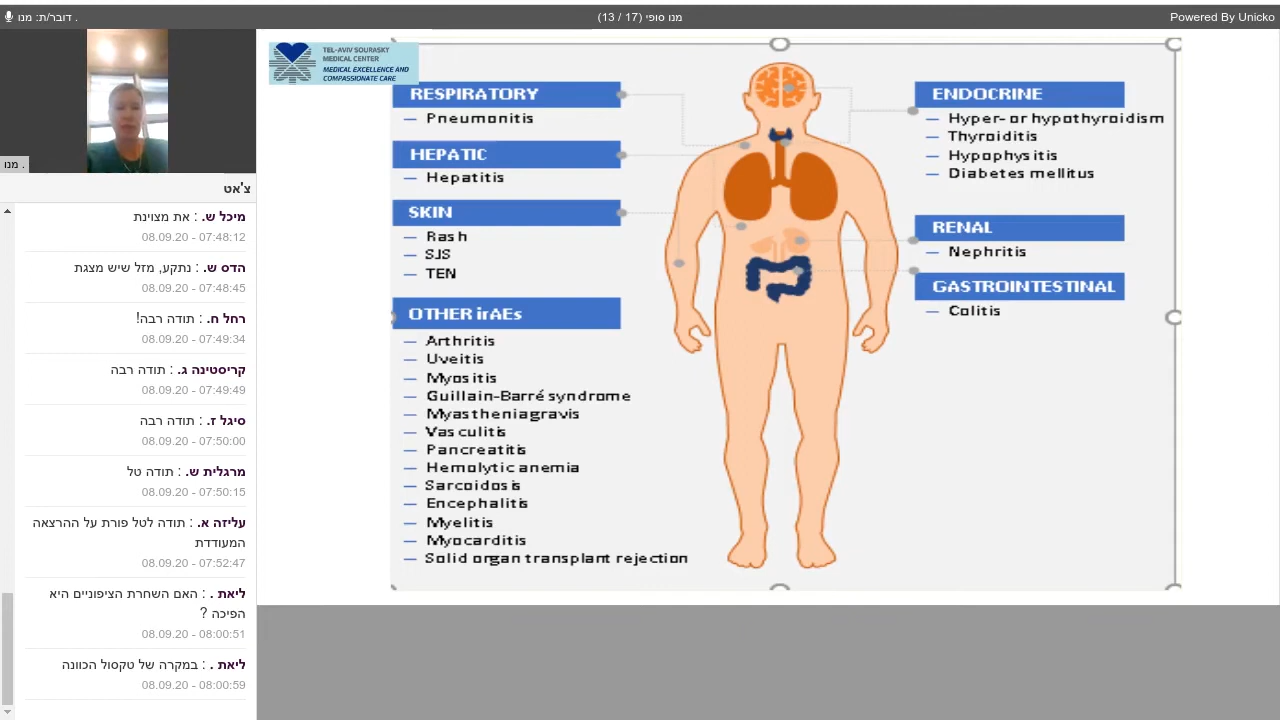 דובר/ת: מנו .
מנו סופי (17 / 13)
Powered By Unicko
מנו .
צ'אט
מיכל ש. : את מצוינת
08.09.20 - 07:48:12
הדס ש. : נתקע, מזל שיש מצגת
08.09.20 - 07:48:45
רחל ח. : תודה רבה!
08.09.20 - 07:49:34
קריסטינה ג. : תודה רבה
08.09.20 - 07:49:49
סיגל ז. : תודה רבה
08.09.20 - 07:50:00
מרגלית ש. : תודה טל
08.09.20 - 07:50:15
עליזה א. : תודה לטל פורת על ההרצאה
המעודדת
08.09.20 - 07:52:47
ליאת . : האם השחרת הציפוניים היא
הפיכה ?
08.09.20 - 08:00:51
ליאת . : במקרה של טקסול הכוונה
08.09.20 - 08:00:59
TEL-AVIV SOURASKY
MEDICAL CENTER
MEDICAL EXCELLENCE AND
COMPASSIONATE CARE
RESPIRATORY
— Pneumonitis
HEPATIC
— Hepatitis
SKIN
— Rash
— SJS
— TEN
OTHER irAEs
— Arthritis
— Uveitis
— Myositis
— Guillain-Barré syndrome
— Myasthenia gravis
— Vasculitis
— Pancreatitis
— Hemolytic anemia
— Sarcoidosis
— Encephalitis
— Myelitis
— Myocarditis
— Solid organ transplant rejection
ENDOCRINE
— Hyper- or hypothyroidism
— Thyroiditis
— Hypophysitis
— Diabetes mellitus
RENAL
— Nephritis
GASTROINTESTINAL
— Colitis